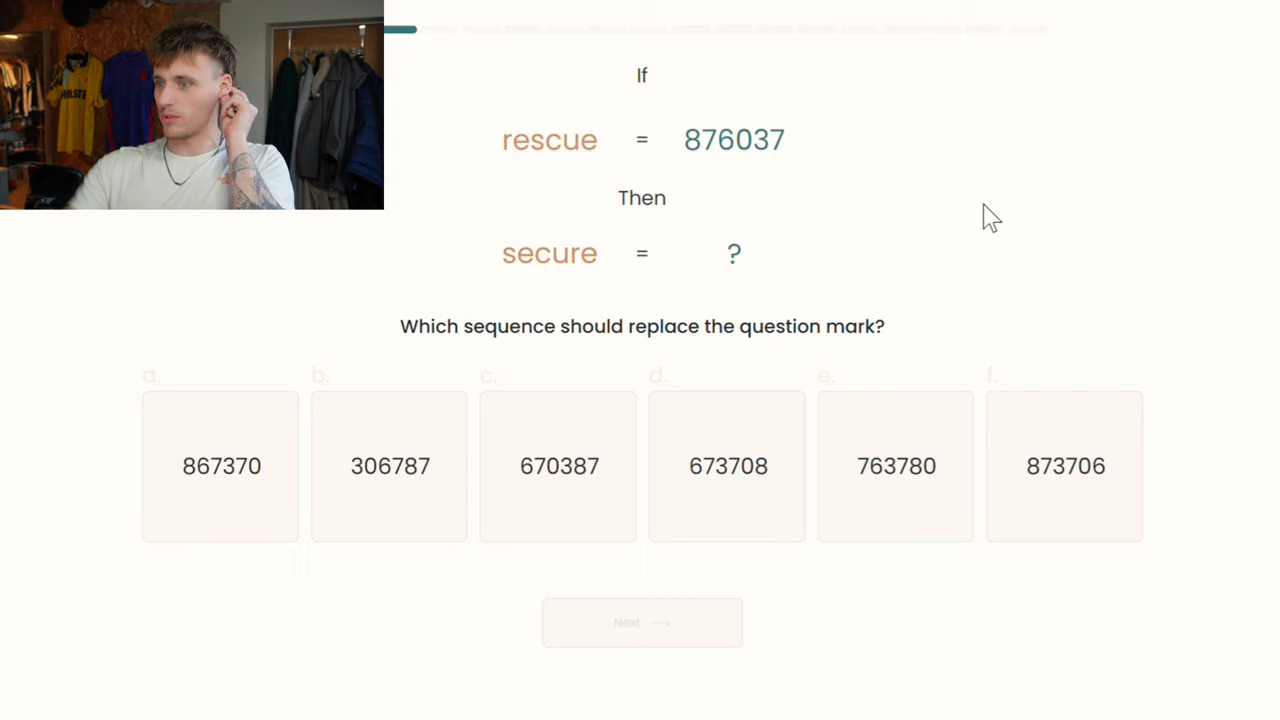 If
rescue = 876037
Then
secure = ?
Which sequence should replace the question mark?
a. b. c. d. e. f.
867370 306787 670387 673708 763780 873706
Next →